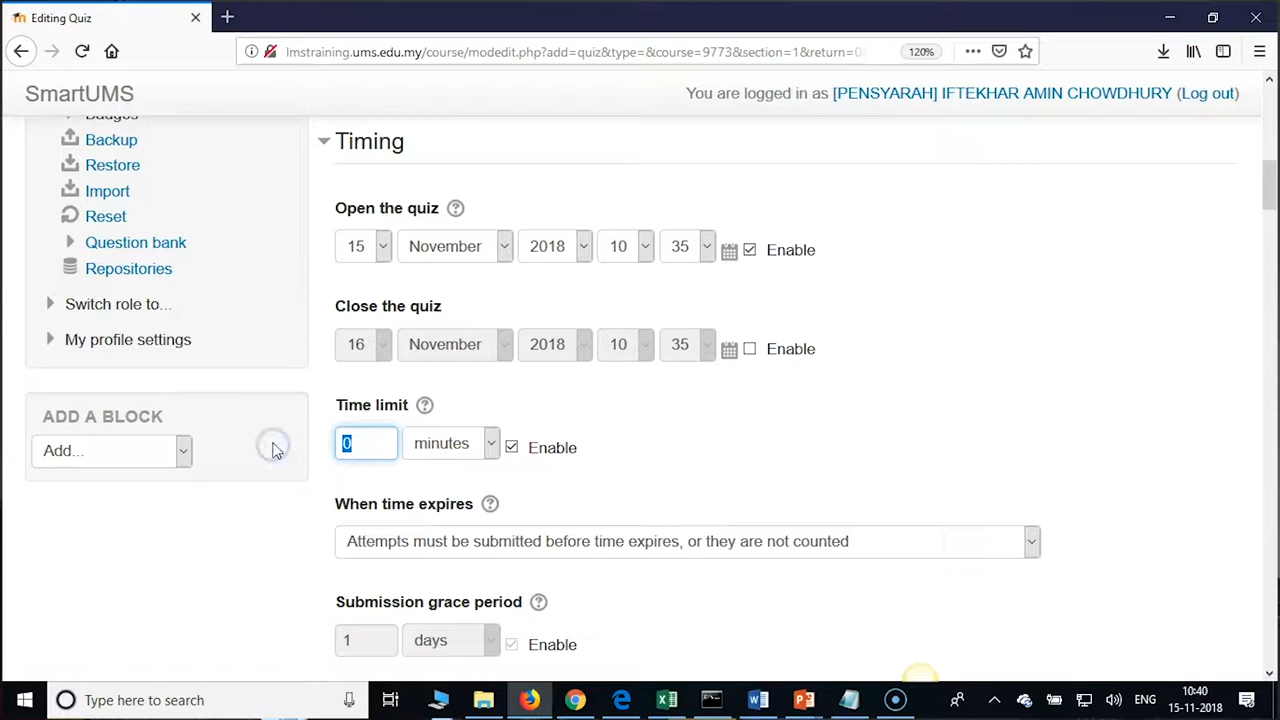 Editing Quiz
lmstraining.ums.edu.my/course/modedit.php?add=quiz&type=&course=9773&section=1&return=0
120%
SmartUMS
You are logged in as [PENSYARAH] IFTEKHAR AMIN CHOWDHURY (Log out)
Badges
Backup
Restore
Import
Reset
Question bank
Repositories
Switch role to...
My profile settings
ADD A BLOCK
Add...
Timing
Open the quiz
15 November 2018 10 35 Enable
Close the quiz
16 November 2018 10 35 Enable
Time limit
0 minutes Enable
When time expires
Attempts must be submitted before time expires, or they are not counted
Submission grace period
1 days Enable
Type here to search
ENG
10:40
15-11-2018